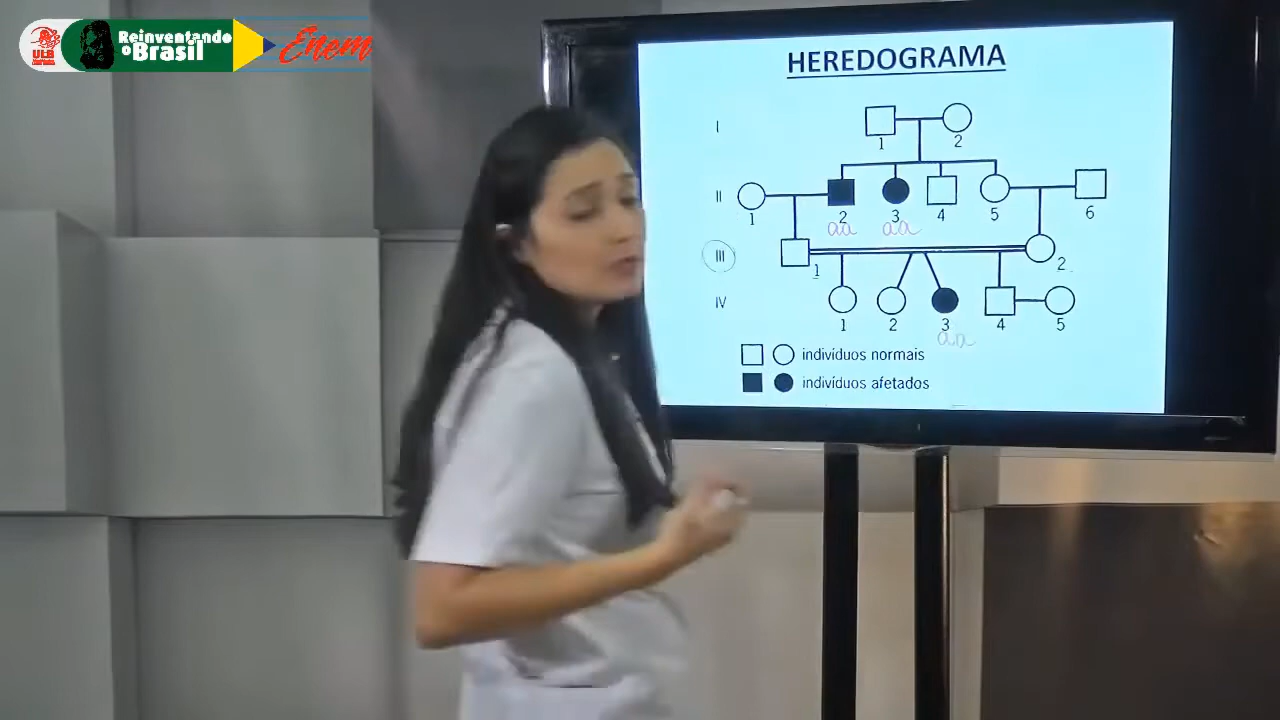 ULB
Reinventando
o Brasil
Enem
HEREDOGRAMA
I
1 2
II
1 2 3 4 5 6
aa aa
III
1 2
IV
1 2 3 4 5
aa
indivíduos normais
indivíduos afetados